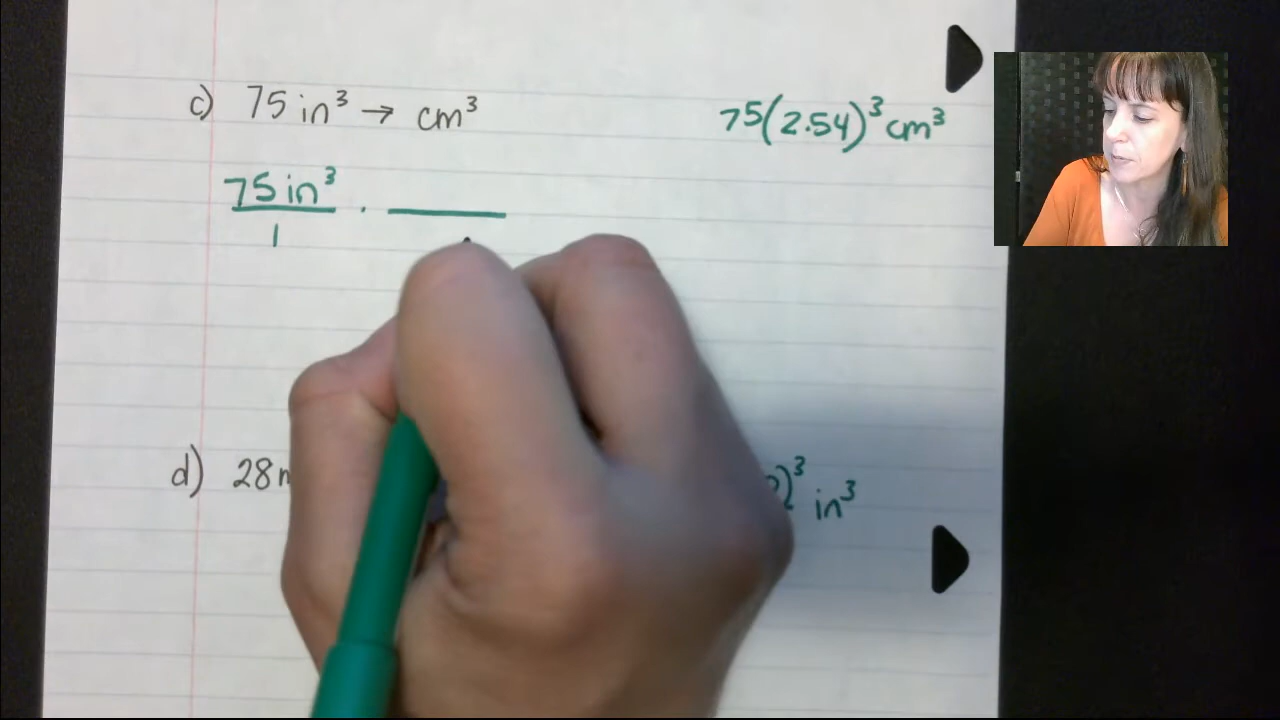 c) 75 in³ → cm³
75(2.54)³ cm³
75 in³ / 1 ·
d) 28
)³ in³